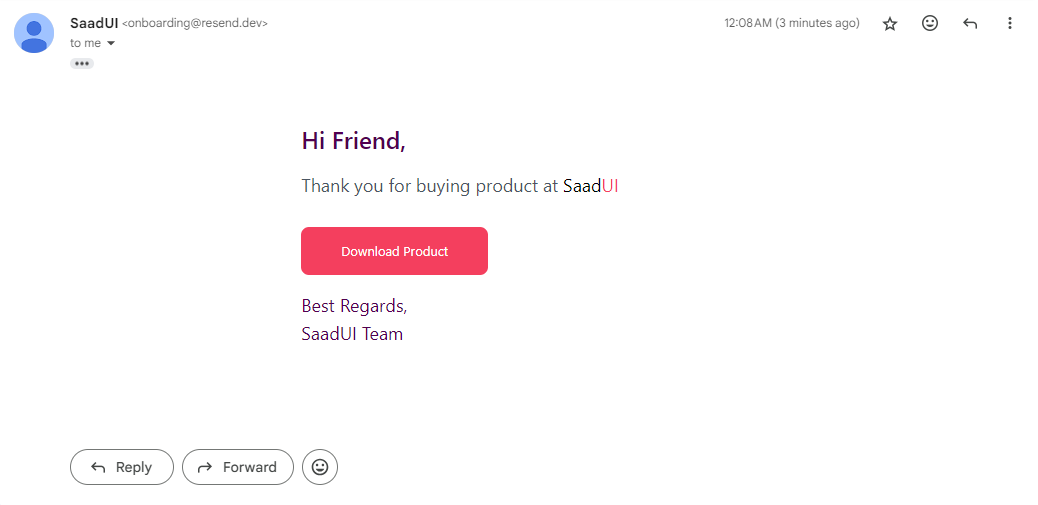 SaadUI <onboarding@resend.dev> 12:08 AM (3 minutes ago)
to me
Hi Friend,
Thank you for buying product at SaadUI
Download Product
Best Regards,
SaadUI Team
Reply Forward